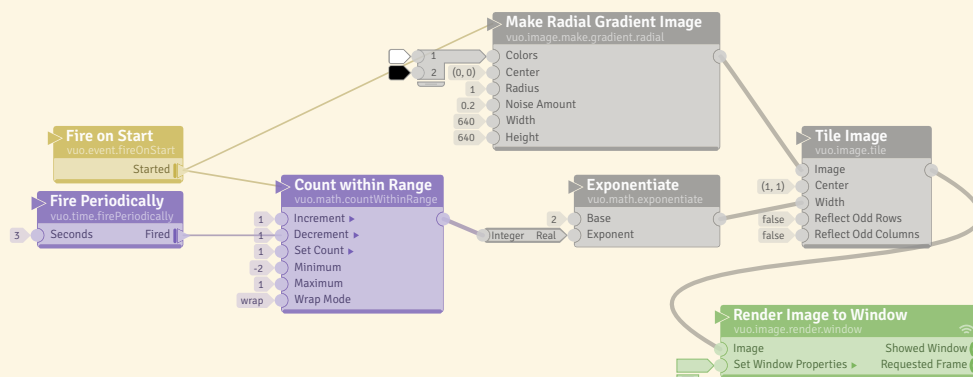 Make Radial Gradient Image
vuo.image.make.gradient.radial
1 Colors
2 (0, 0) Center
1 Radius
0.2 Noise Amount
640 Width
640 Height
Fire on Start
vuo.event.fireOnStart
Started
Fire Periodically
vuo.time.firePeriodically
3 Seconds Fired
Count within Range
vuo.math.countWithinRange
1 Increment
1 Decrement
1 Set Count
-2 Minimum
1 Maximum
wrap Wrap Mode
Exponentiate
vuo.math.exponentiate
2 Base
Integer Real Exponent
Tile Image
vuo.image.tile
Image
(1, 1) Center
Width
false Reflect Odd Rows
false Reflect Odd Columns
Render Image to Window
vuo.image.render.window
Image Showed Window
Set Window Properties Requested Frame